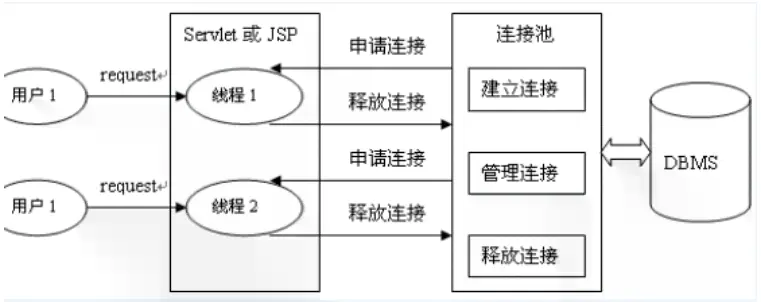 Servlet 或 JSP
连接池
申请连接
request
用户 1
线程 1
建立连接
释放连接
申请连接
DBMS
request
管理连接
用户 1
线程 2
释放连接
释放连接